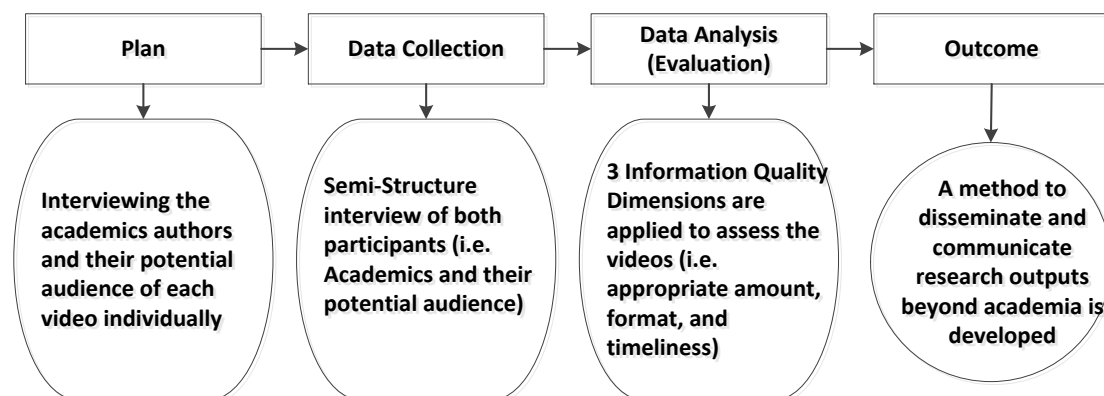 Plan
Data Collection
Data Analysis
(Evaluation)
Outcome
Interviewing the
academics authors
and their potential
audience of each
video individually
Semi-Structure
interview of both
participants (i.e.
Academics and their
potential audience)
3 Information Quality
Dimensions are
applied to assess the
videos (i.e.
appropriate amount,
format, and
timeliness)
A method to
disseminate and
communicate
research outputs
beyond academia is
developed